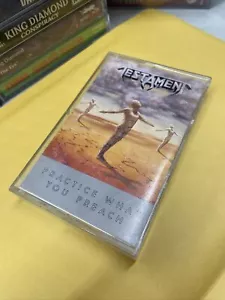 KING DIAMOND
CONSPIRACY
TESTAMENT
PRACTICE WHAT
YOU PREACH